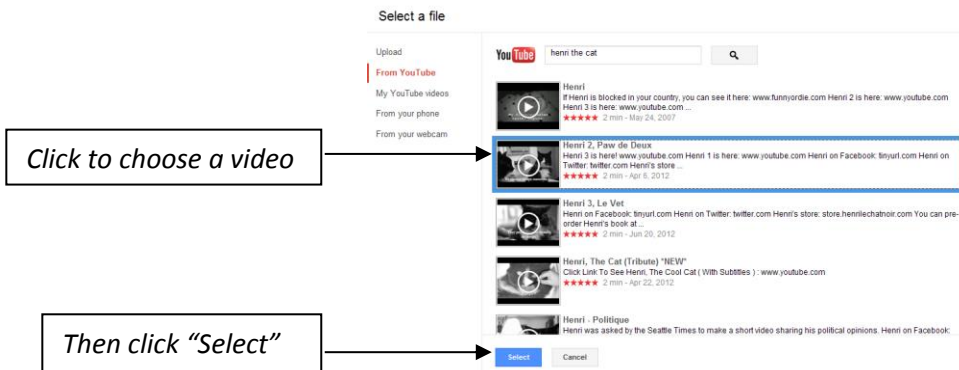 Select a file
Upload
From YouTube
My YouTube videos
From your phone
From your webcam
YouTube
henri the cat
Henri
If Henri is blocked in your country, you can see it here: www.funnyordie.com Henri 2 is here: www.youtube.com
Henri 3 is here: www.youtube.com ...
★★★★★ 2 min - May 24, 2007
Click to choose a video
Henri 2, Paw de Deux
Henri 3 is here! www.youtube.com Henri 1 is here: www.youtube.com Henri on Facebook: tinyurl.com Henri on
Twitter: twitter.com Henri's store ...
★★★★★ 2 min - Apr 6, 2012
Henri 3, Le Vet
Henri on Facebook: tinyurl.com Henri on Twitter: twitter.com Henri's store: store.henrilechatnoir.com You can pre-
order Henri's book at ...
★★★★★ 2 min - Jun 20, 2012
Henri, The Cat (Tribute) *NEW*
Click Link To See Henri, The Cool Cat ( With Subtitles ) : www.youtube.com
★★★★★ 2 min - Apr 22, 2012
Henri - Politique
Henri was asked by the Seattle Times to make a short video sharing his political opinions. Henri on Facebook:
Then click “Select”
Select
Cancel